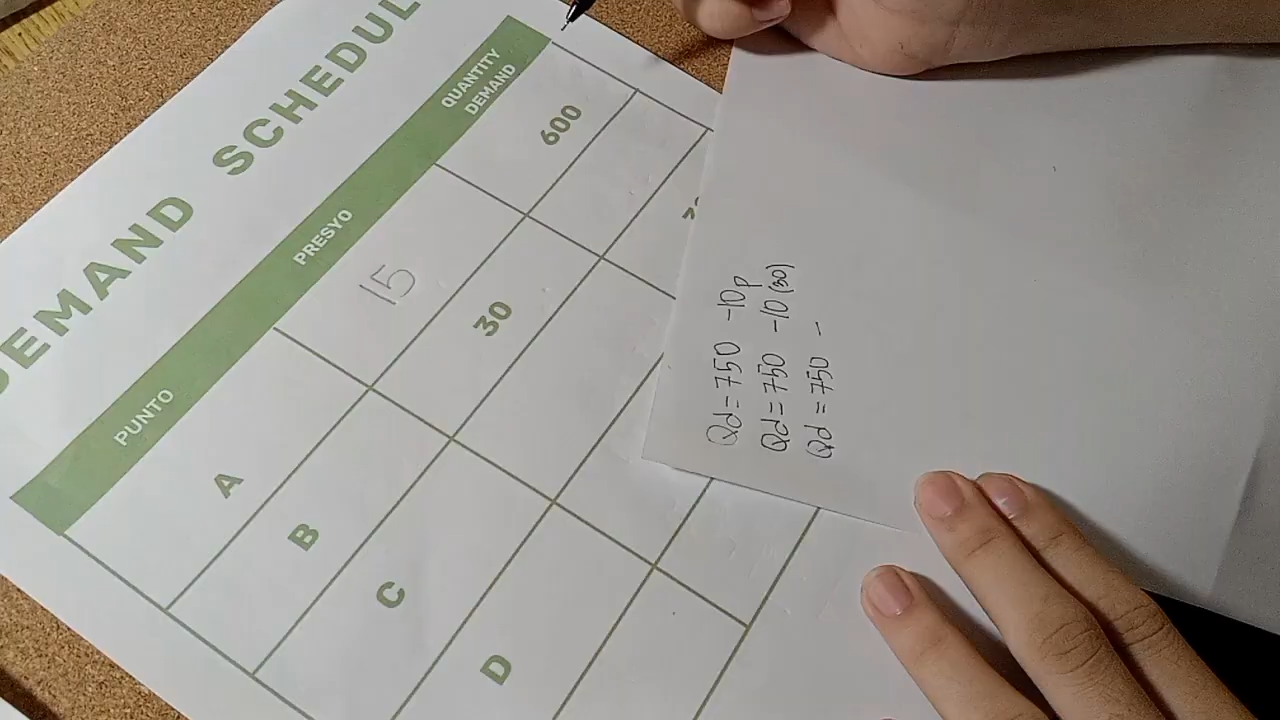 DEMAND SCHEDUL
PUNTO PRESYO QUANTITY
DEMAND
A 15 600
B 30
C
D
Qd = 750 -10p
Qd = 750 -10(30)
Qd = 750 -